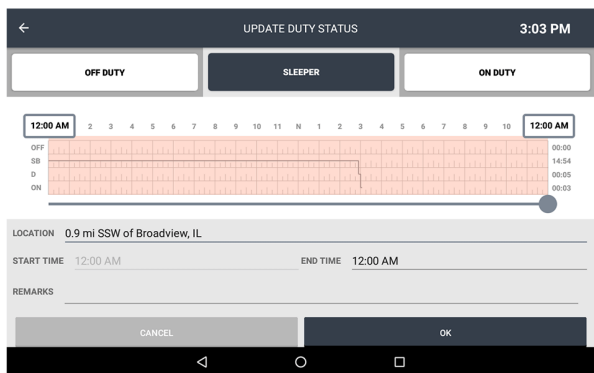 UPDATE DUTY STATUS 3:03 PM
OFF DUTY SLEEPER ON DUTY
12:00 AM 2 3 4 5 6 7 8 9 10 11 N 1 2 3 4 5 6 7 8 9 10 12:00 AM
OFF 00:00
SB 14:54
D 00:05
ON 00:03
LOCATION 0.9 mi SSW of Broadview, IL
START TIME 12:00 AM END TIME 12:00 AM
REMARKS
CANCEL OK